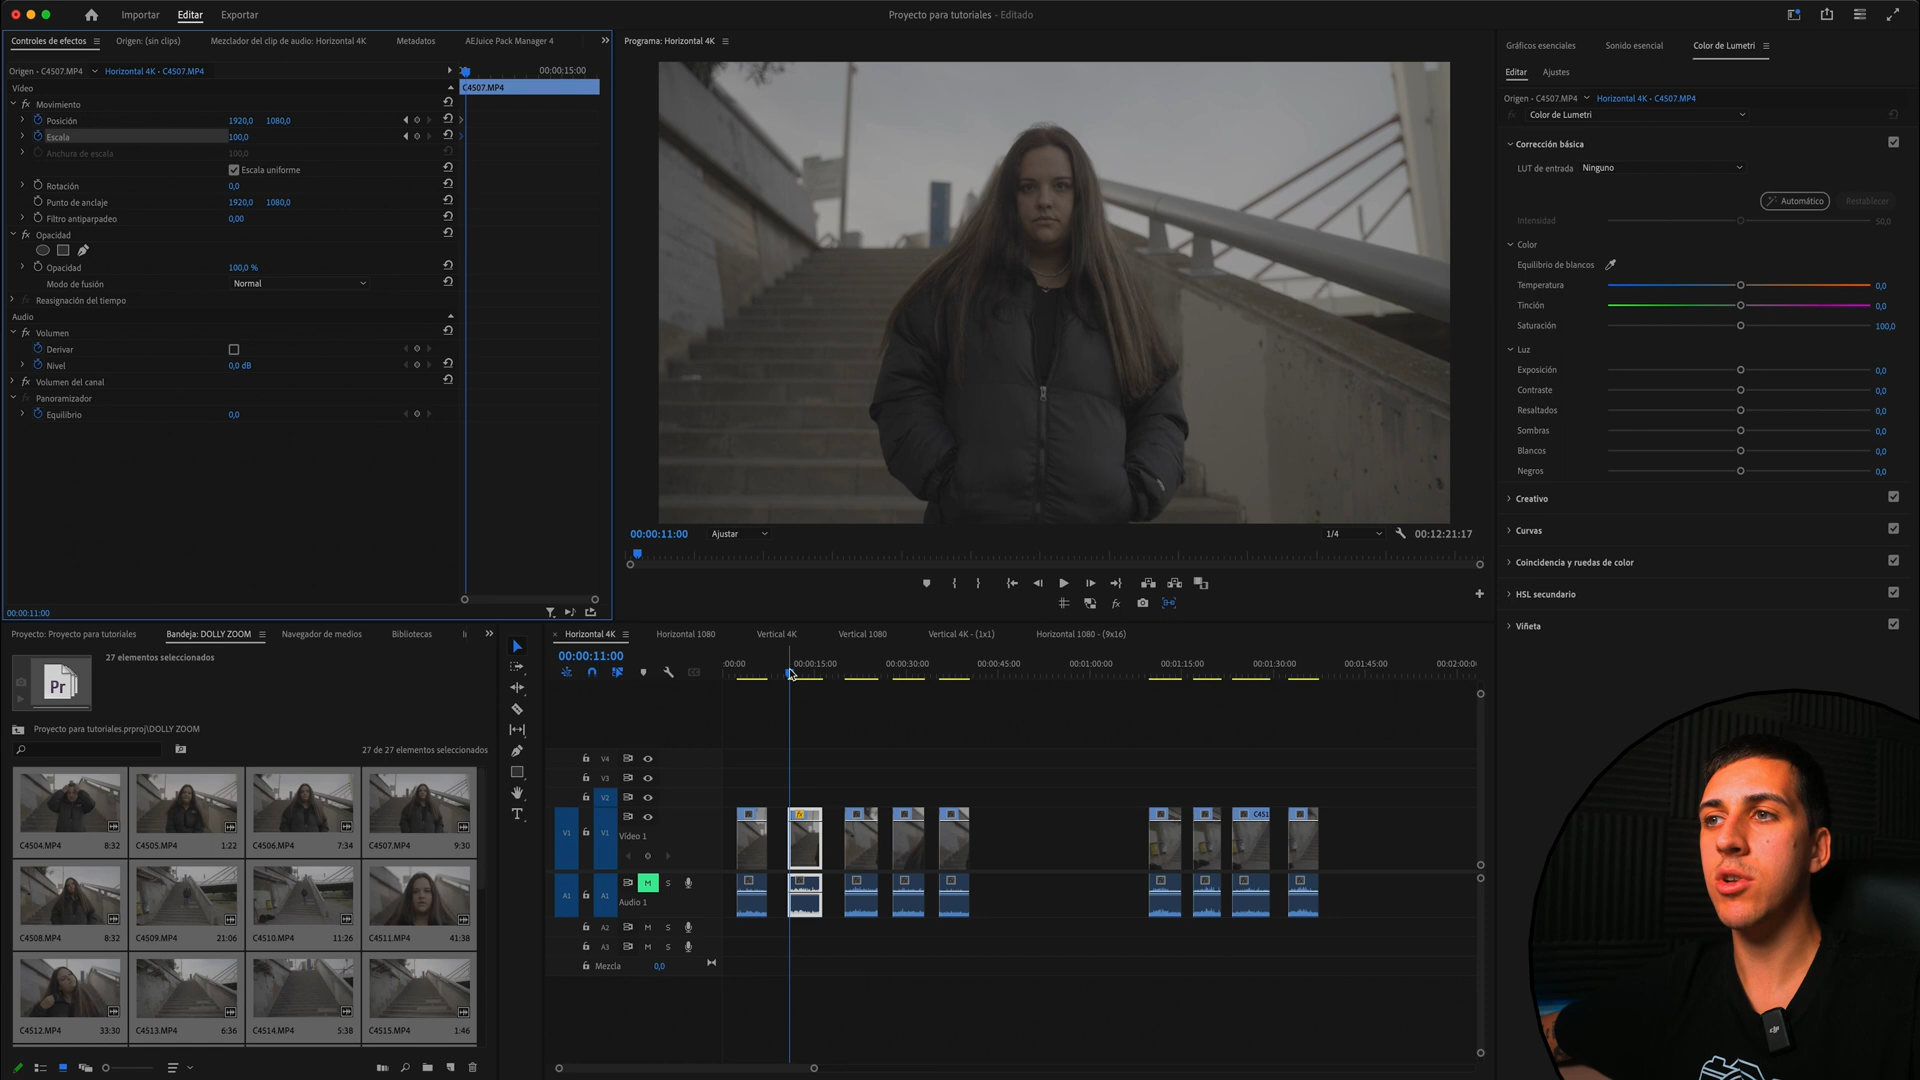 Importar
Editar
Exportar
Proyecto para tutoriales - Editado
Controles de efectos
Origen: (sin clips)
Mezclador del clip de audio: Horizontal 4K
Metadatos
AEJuice Pack Manager 4
Origen - C4507.MP4
Horizontal 4K - C4507.MP4
00:00:15:00
Vídeo
C4507.MP4
fx Movimiento
Posición 1920,0 1080,0
Escala 100,0
Anchura de escala 100,0
Escala uniforme
Rotación 0,0
Punto de anclaje 1920,0 1080,0
Filtro antiparpadeo 0,00
fx Opacidad
Opacidad 100,0 %
Modo de fusión Normal
Reasignación del tiempo
Audio
fx Volumen
Derivar
Nivel 0,0 dB
fx Volumen del canal
Panoramizador
Equilibrio 0,0
00:00:11:00
Programa: Horizontal 4K
00:00:11:00
Ajustar
1/4
00:12:21:17
Gráficos esenciales
Sonido esencial
Color de Lumetri
Editar
Ajustes
Origen - C4507.MP4
Horizontal 4K - C4507.MP4
fx Color de Lumetri
Corrección básica
LUT de entrada Ninguno
Automático
Restablecer
Intensidad 50,0
Color
Equilibrio de blancos
Temperatura 0,0
Tinción 0,0
Saturación 100,0
Luz
Exposición 0,0
Contraste 0,0
Resaltados 0,0
Sombras 0,0
Blancos 0,0
Negros 0,0
Creativo
Curvas
Coincidencia y ruedas de color
HSL secundario
Viñeta
Proyecto: Proyecto para tutoriales
Bandeja: DOLLY ZOOM
Navegador de medios
Bibliotecas
27 elementos seleccionados
Pr
Proyecto para tutoriales.prproj\DOLLY ZOOM
27 de 27 elementos seleccionados
C4504.MP4 8:32
C4505.MP4 1:22
C4506.MP4 7:34
C4507.MP4 9:30
C4508.MP4 8:32
C4509.MP4 21:06
C4510.MP4 11:26
C4511.MP4 41:38
C4512.MP4 33:30
C4513.MP4 6:36
C4514.MP4 5:38
C4515.MP4 1:46
Horizontal 4K
Horizontal 1080
Vertical 4K
Vertical 1080
Vertical 4K - (1x1)
Horizontal 1080 - (9x16)
00:00:11:00
:00:00
00:00:15:00
00:00:30:00
00:00:45:00
00:01:00:00
00:01:15:00
00:01:30:00
00:01:45:00
00:02:00:00
V4
V3
V2
V1 V1 Vídeo 1
C451
M S
A1 A1 Audio 1
A2 M S
A3 M S
Mezcla 0,0